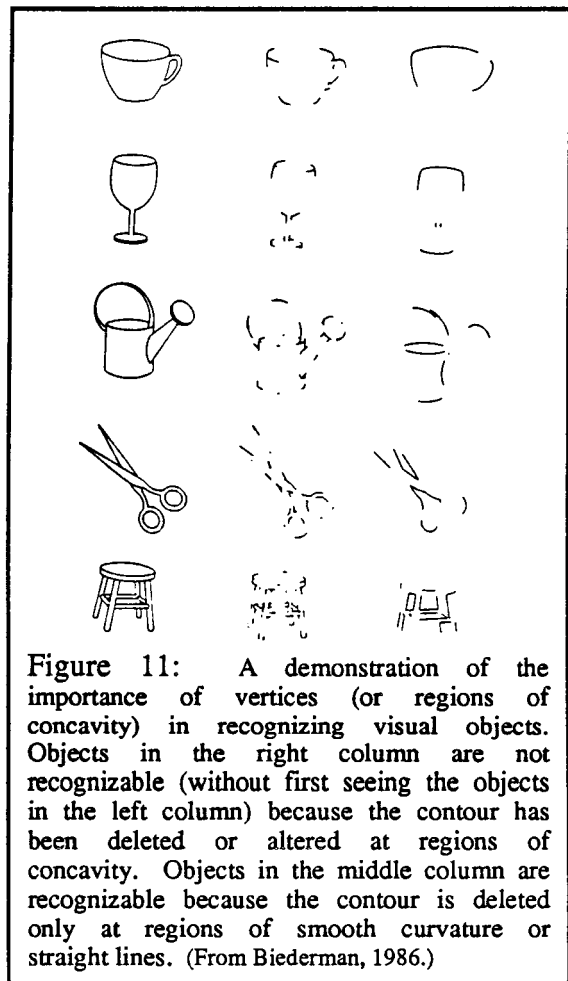 Figure 11: A demonstration of the
importance of vertices (or regions of
concavity) in recognizing visual objects.
Objects in the right column are not
recognizable (without first seeing the objects
in the left column) because the contour has
been deleted or altered at regions of
concavity. Objects in the middle column are
recognizable because the contour is deleted
only at regions of smooth curvature or
straight lines. (From Biederman, 1986.)